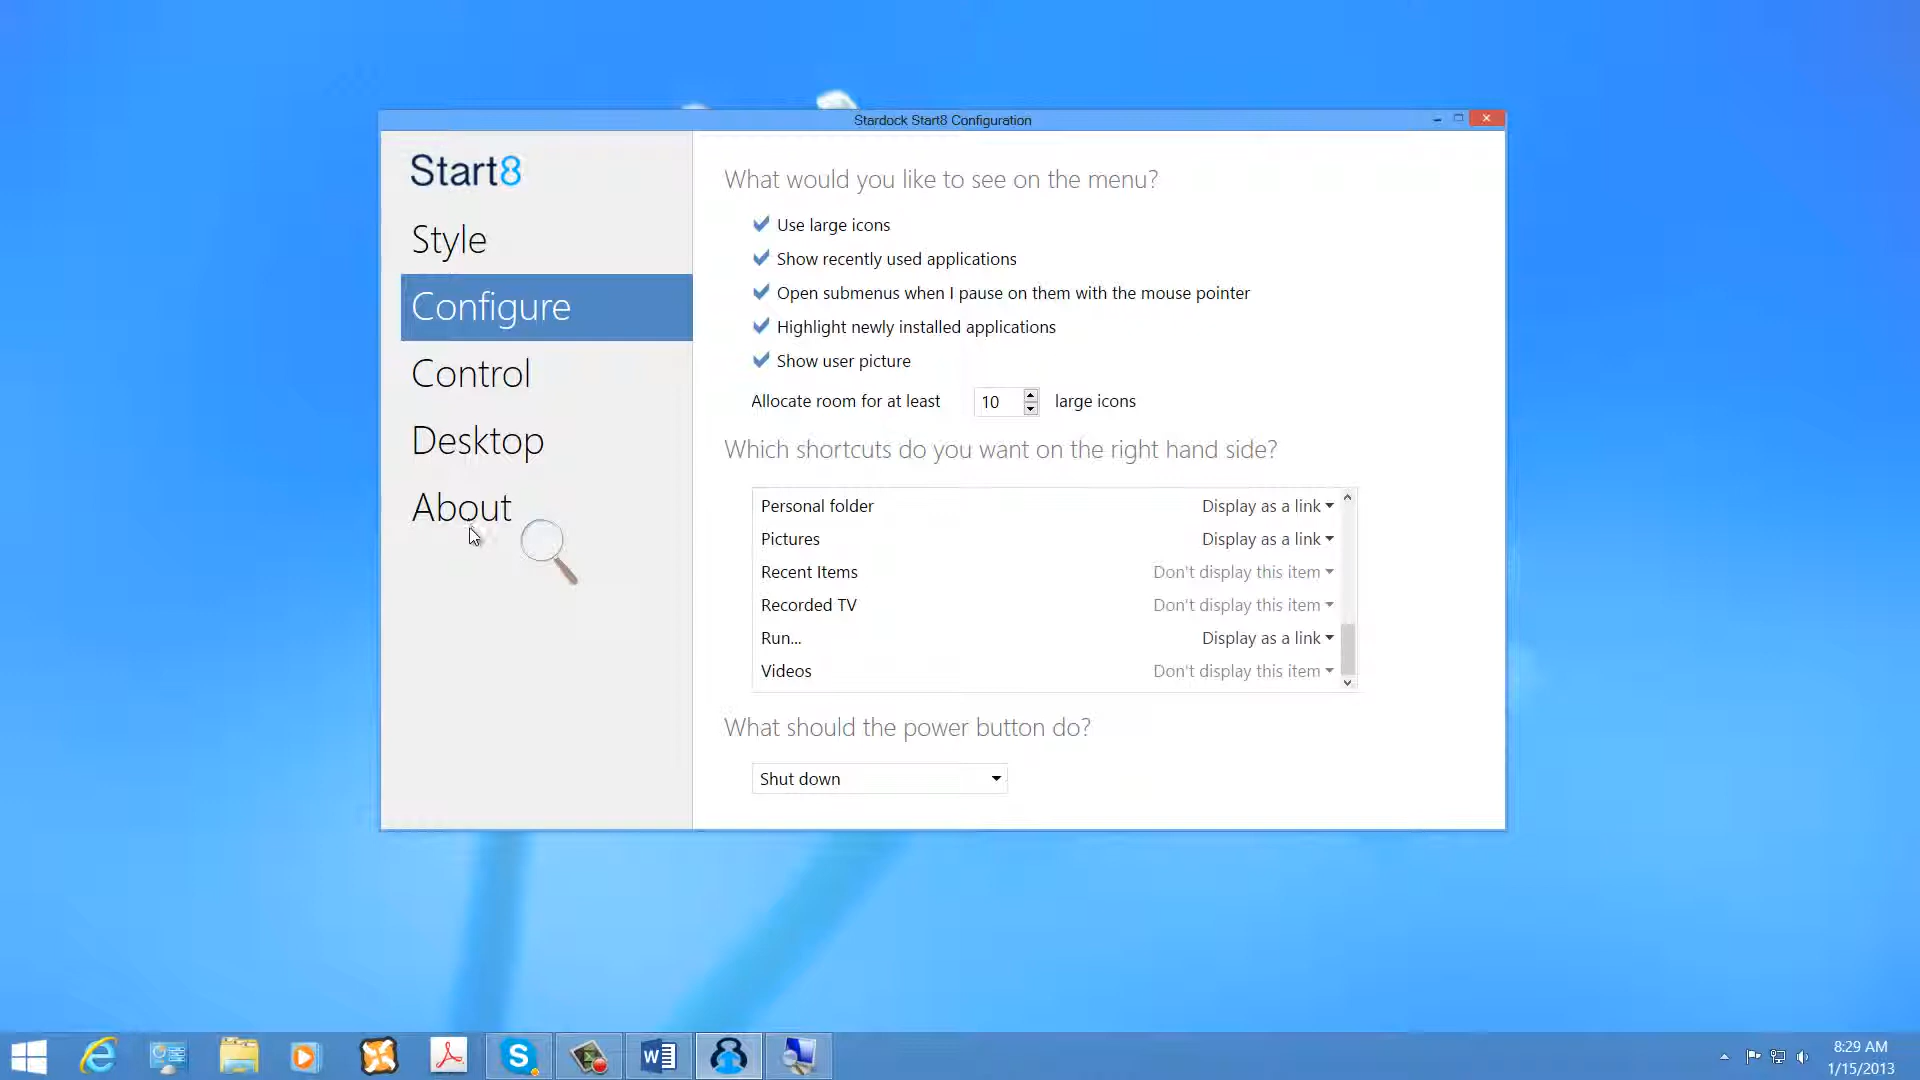 Stardock Start8 Configuration
Start8
Style
Configure
Control
Desktop
About
What would you like to see on the menu?
Use large icons
Show recently used applications
Open submenus when I pause on them with the mouse pointer
Highlight newly installed applications
Show user picture
Allocate room for at least 10 large icons
Which shortcuts do you want on the right hand side?
Personal folder Display as a link
Pictures Display as a link
Recent Items Don't display this item
Recorded TV Don't display this item
Run... Display as a link
Videos Don't display this item
What should the power button do?
Shut down
8:29 AM
1/15/2013